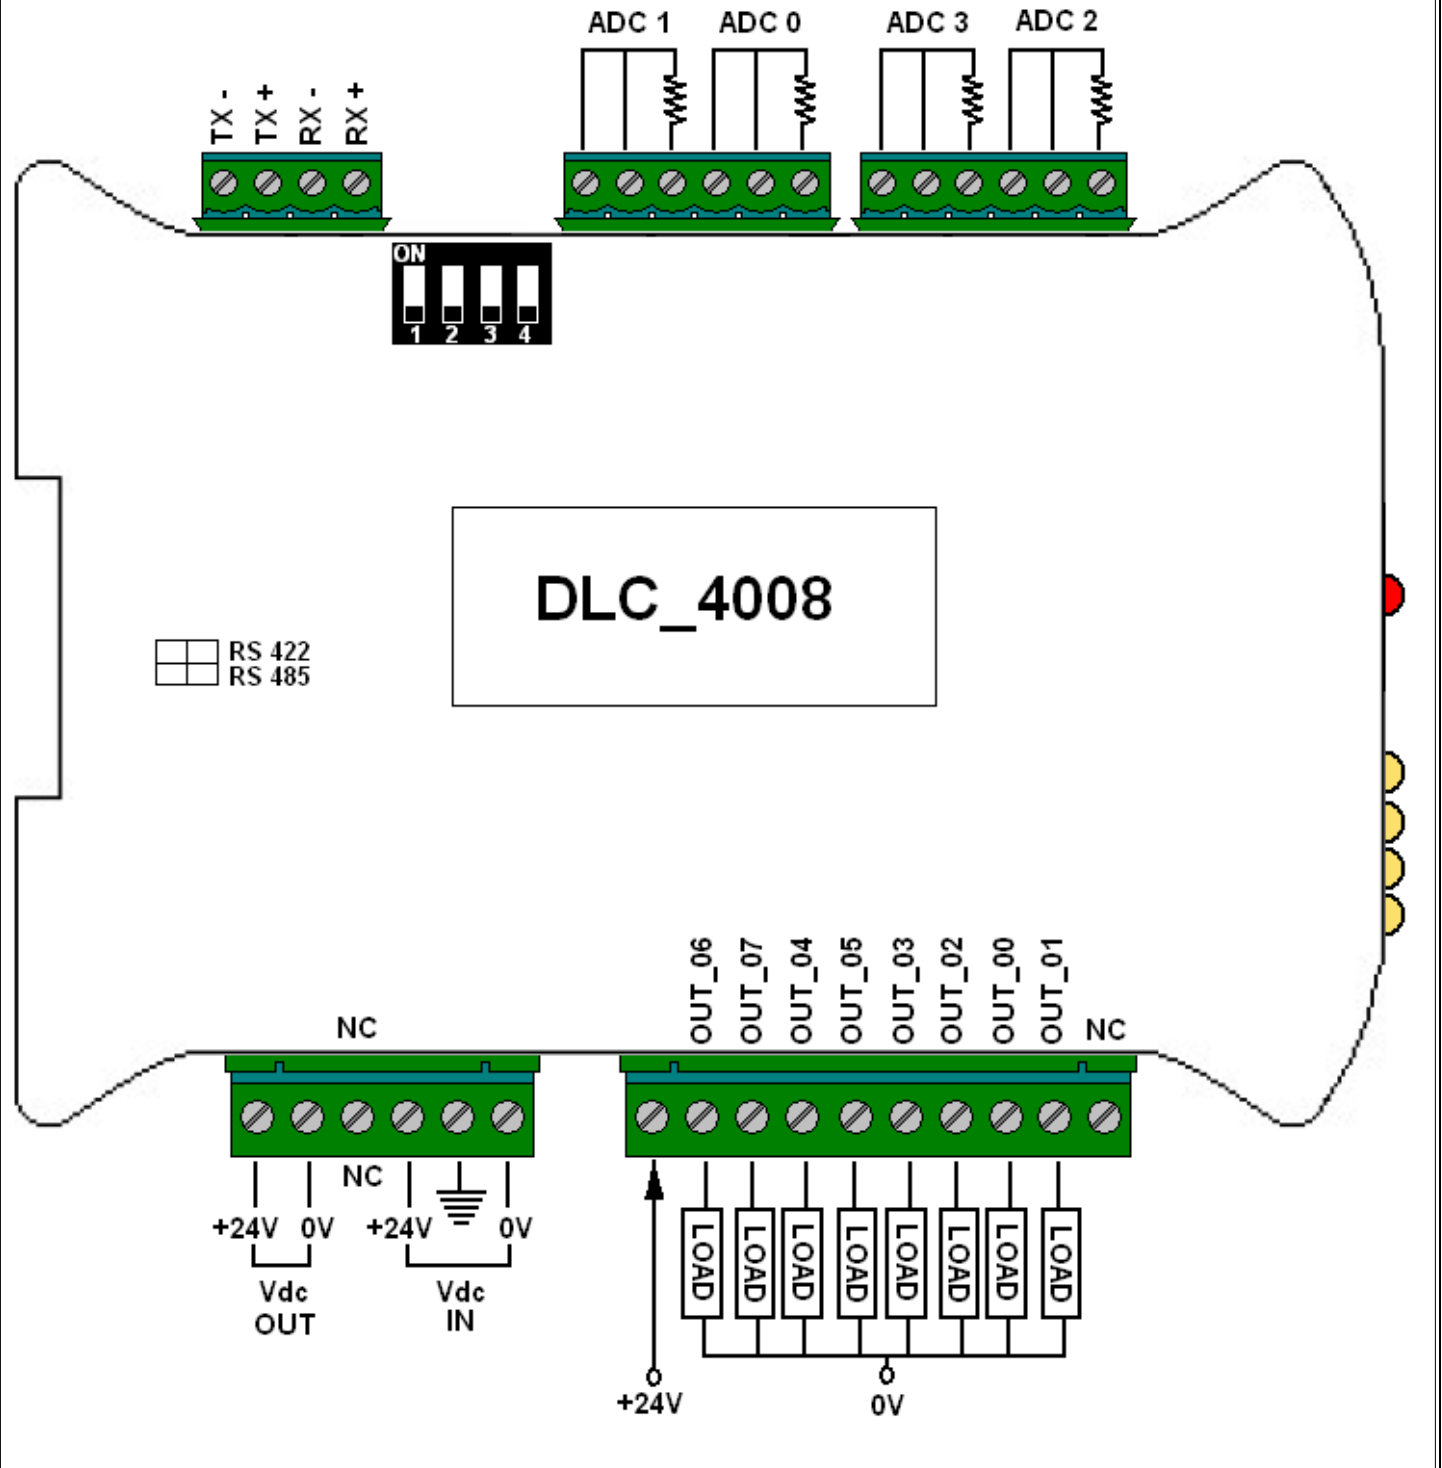 ADC 1
ADC 0
ADC 3
ADC 2
TX -
TX +
RX -
RX +
ON
1 2 3 4
DLC_4008
RS 422
RS 485
OUT_06
OUT_07
OUT_04
OUT_05
OUT_03
OUT_02
OUT_00
OUT_01
NC
NC
NC
+24V
0V
+24V
0V
Vdc
OUT
Vdc
IN
LOAD
LOAD
LOAD
LOAD
LOAD
LOAD
LOAD
LOAD
+24V
0V